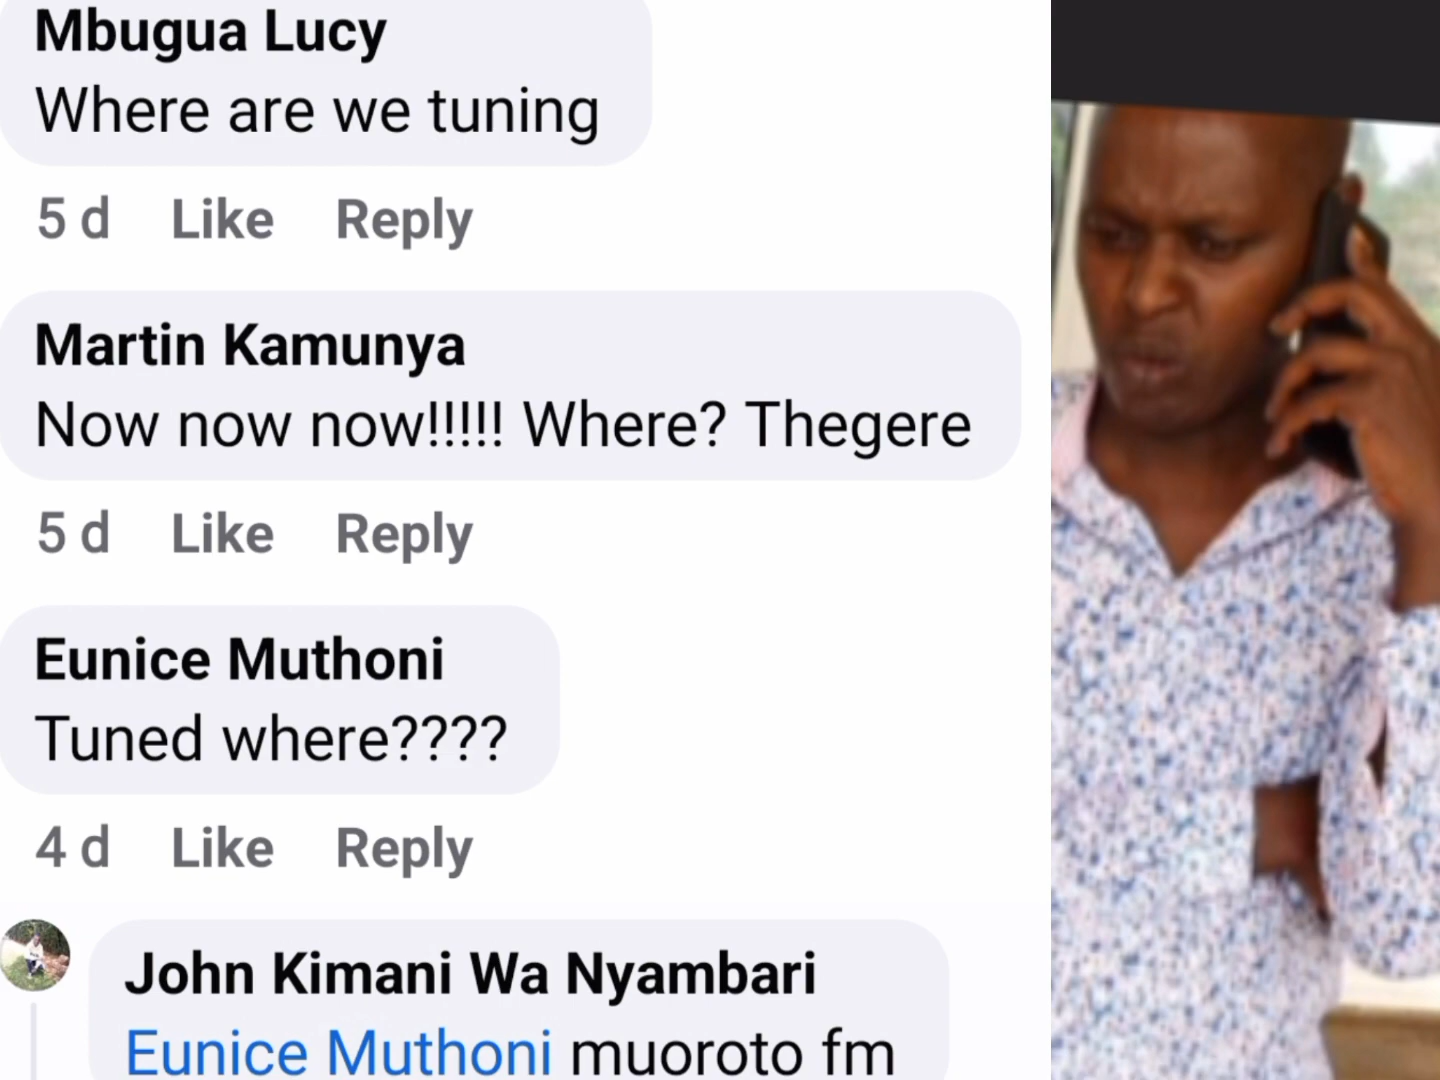 Mbugua Lucy
Where are we tuning
5 d Like Reply
Martin Kamunya
Now now now!!!!! Where? Thegere
5 d Like Reply
Eunice Muthoni
Tuned where????
4 d Like Reply
John Kimani Wa Nyambari
Eunice Muthoni muoroto fm